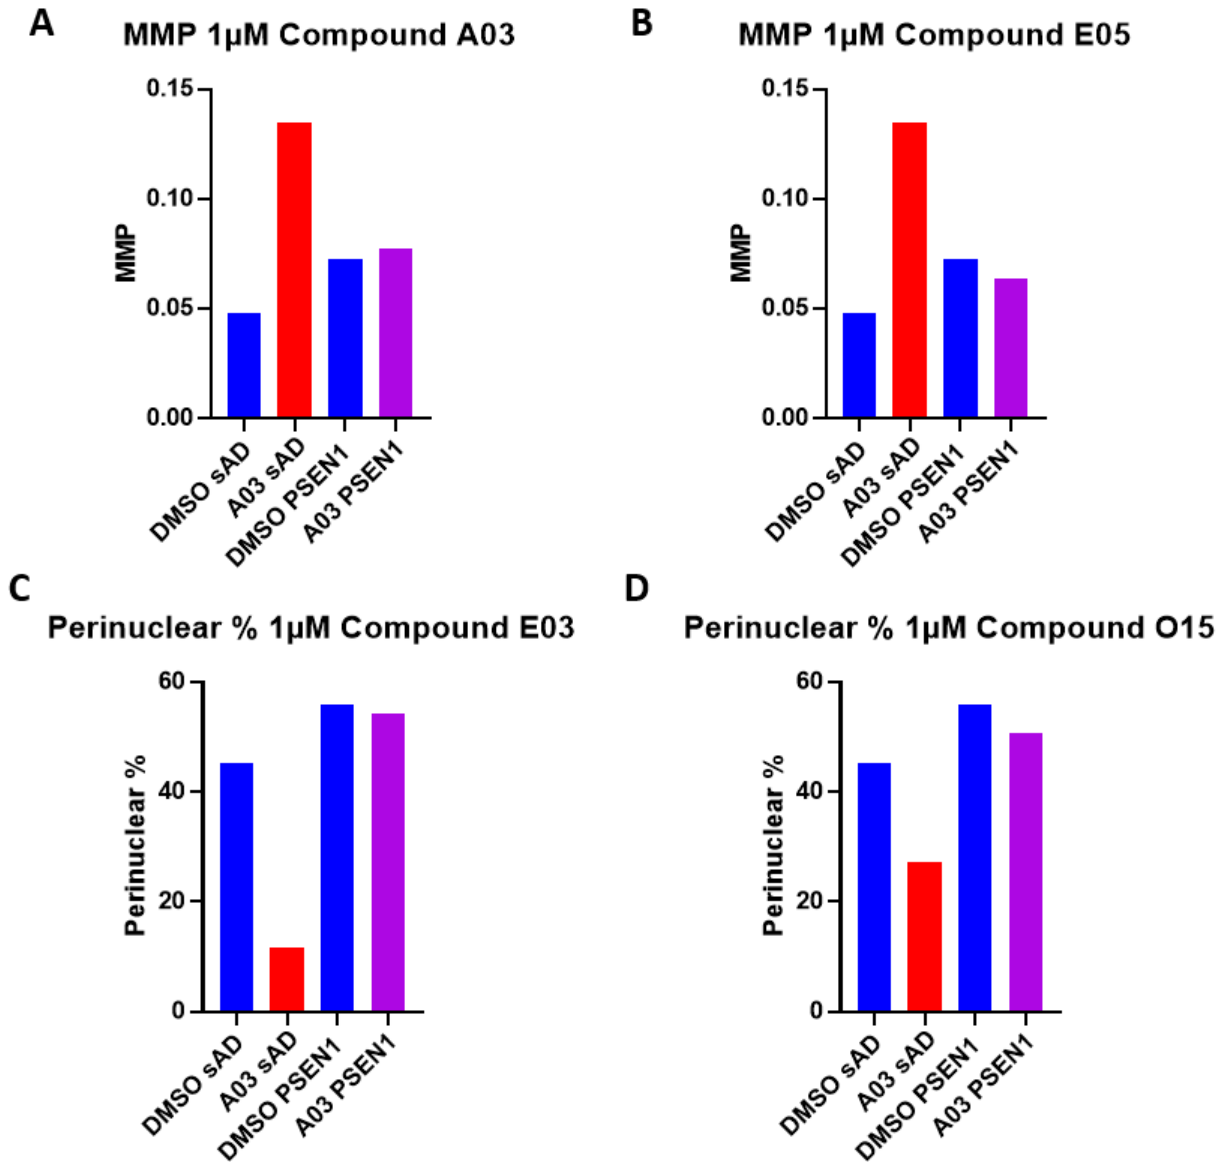 A
MMP 1µM Compound A03
0.15
0.10
0.05
0.00
MMP
DMSO sAD
A03 sAD
DMSO PSEN1
A03 PSEN1
B
MMP 1µM Compound E05
0.15
0.10
0.05
0.00
MMP
DMSO sAD
A03 sAD
DMSO PSEN1
A03 PSEN1
C
Perinuclear % 1µM Compound E03
60
40
20
0
Perinuclear %
DMSO sAD
A03 sAD
DMSO PSEN1
A03 PSEN1
D
Perinuclear % 1µM Compound O15
60
40
20
0
Perinuclear %
DMSO sAD
A03 sAD
DMSO PSEN1
A03 PSEN1